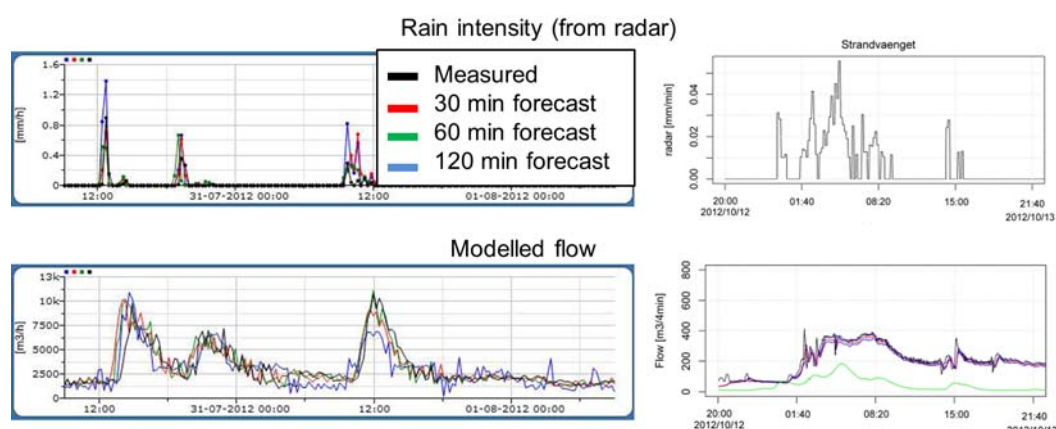 Rain intensity (from radar)
Strandvaenget
1.6
1.2
0.8
0.4
0
[mm/h]
12:00
31-07-2012 00:00
12:00
01-08-2012 00:00
Measured
30 min forecast
60 min forecast
120 min forecast
radar [mm/min]
0.04
0.02
0.00
20:00
01:40
08:20
15:00
21:40
2012/10/12
2012/10/13
Modelled flow
13k
10k
7500
5000
2500
0
[m3/h]
12:00
31-07-2012 00:00
12:00
01-08-2012 00:00
Flow [m3/4min]
800
600
400
200
0
20:00
01:40
08:20
15:00
21:40
2012/10/12